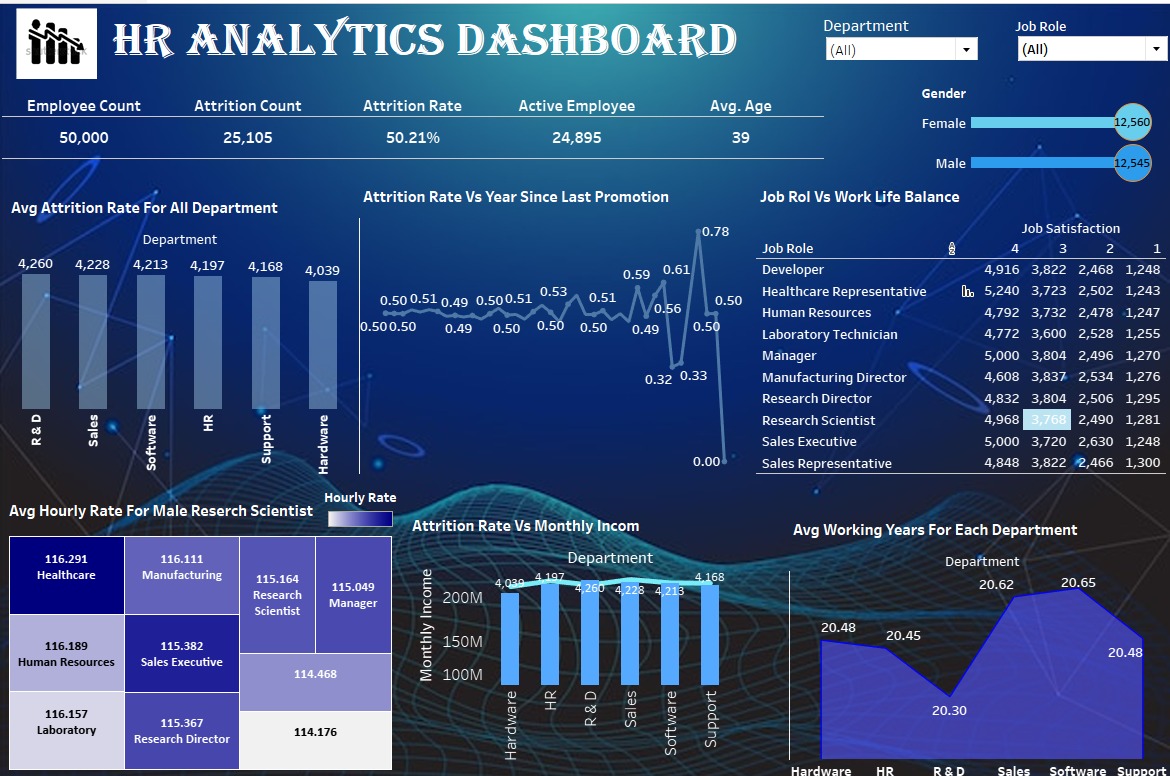 HR ANALYTICS DASHBOARD
Department
(All)
Job Role
(All)
Employee Count Attrition Count Attrition Rate Active Employee Avg. Age
50,000 25,105 50.21% 24,895 39
Gender
Female 12,560
Male 12,545
Avg Attrition Rate For All Department
Department
4,260 4,228 4,213 4,197 4,168 4,039
R & D Sales Software HR Support Hardware
Attrition Rate Vs Year Since Last Promotion
0.78
0.59 0.61
0.50 0.51 0.49 0.50 0.51 0.53 0.51 0.56 0.50
0.50 0.50 0.49 0.50 0.50 0.50 0.49 0.50
0.32 0.33
0.00
Job Rol Vs Work Life Balance
Job Satisfaction
Job Role 4 3 2 1
Developer 4,916 3,822 2,468 1,248
Healthcare Representative 5,240 3,723 2,502 1,243
Human Resources 4,792 3,732 2,478 1,247
Laboratory Technician 4,772 3,600 2,528 1,255
Manager 5,000 3,804 2,496 1,270
Manufacturing Director 4,608 3,837 2,534 1,276
Research Director 4,832 3,804 2,506 1,295
Research Scientist 4,968 3,768 2,490 1,281
Sales Executive 5,000 3,720 2,630 1,248
Sales Representative 4,848 3,822 2,466 1,300
Avg Hourly Rate For Male Reserch Scientist
Hourly Rate
116.291
Healthcare
116.189
Human Resources
116.157
Laboratory
116.111
Manufacturing
115.382
Sales Executive
115.367
Research Director
115.164
Research
Scientist
115.049
Manager
114.468
114.176
Attrition Rate Vs Monthly Incom
Department
Monthly Income
200M
150M
100M
4,039 4,197 4,260 4,228 4,213 4,168
Hardware HR R & D Sales Software Support
Avg Working Years For Each Department
Department
20.48 20.45 20.30 20.62 20.65 20.48
Hardware HR R & D Sales Software Support